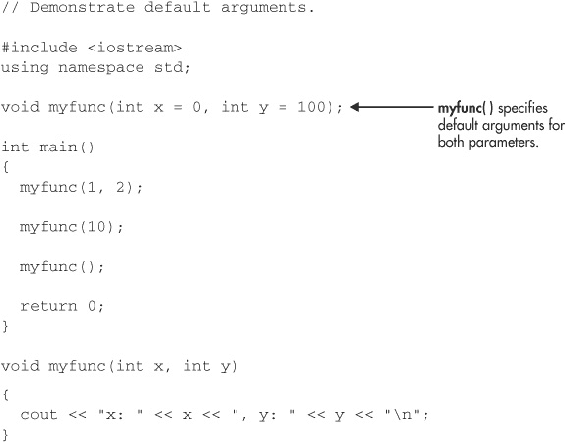 // Demonstrate default arguments.
#include <iostream>
using namespace std;
void myfunc(int x = 0, int y = 100);
myfunc( ) specifies
default arguments for
both parameters.
int main()
{
myfunc(1, 2);
myfunc(10);
myfunc();
return 0;
}
void myfunc(int x, int y)
{
cout << "x: " << x << ", y: " << y << "\n";
}